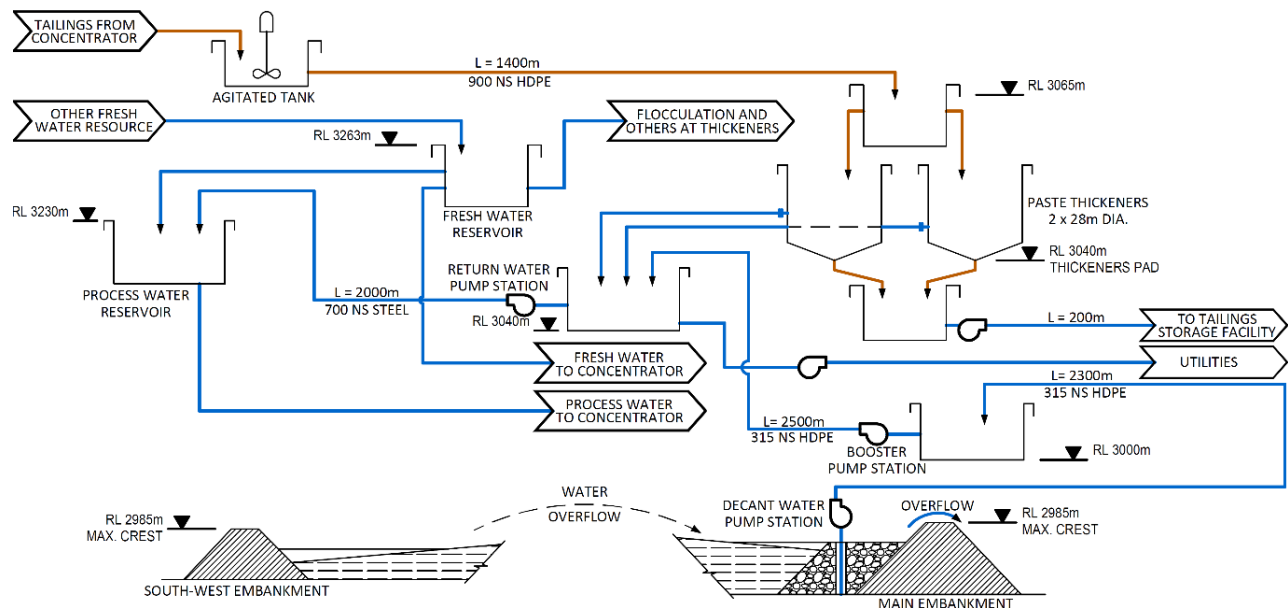 TAILINGS FROM
CONCENTRATOR
AGITATED TANK
L = 1400m
900 NS HDPE
RL 3065m
OTHER FRESH
WATER RESOURCE
RL 3263m
FLOCCULATION AND
OTHERS AT THICKENERS
FRESH WATER
RESERVOIR
RL 3230m
PROCESS WATER
RESERVOIR
PASTE THICKENERS
2 x 28m DIA.
RL 3040m
THICKENERS PAD
RETURN WATER
PUMP STATION
L = 2000m
700 NS STEEL
RL 3040m
L = 200m
TO TAILINGS
STORAGE FACILITY
UTILITIES
FRESH WATER
TO CONCENTRATOR
PROCESS WATER
TO CONCENTRATOR
L= 2300m
315 NS HDPE
L= 2500m
315 NS HDPE
BOOSTER
PUMP STATION
RL 3000m
WATER
OVERFLOW
DECANT WATER
PUMP STATION
OVERFLOW
RL 2985m
MAX. CREST
RL 2985m
MAX. CREST
SOUTH-WEST EMBANKMENT
MAIN EMBANKMENT